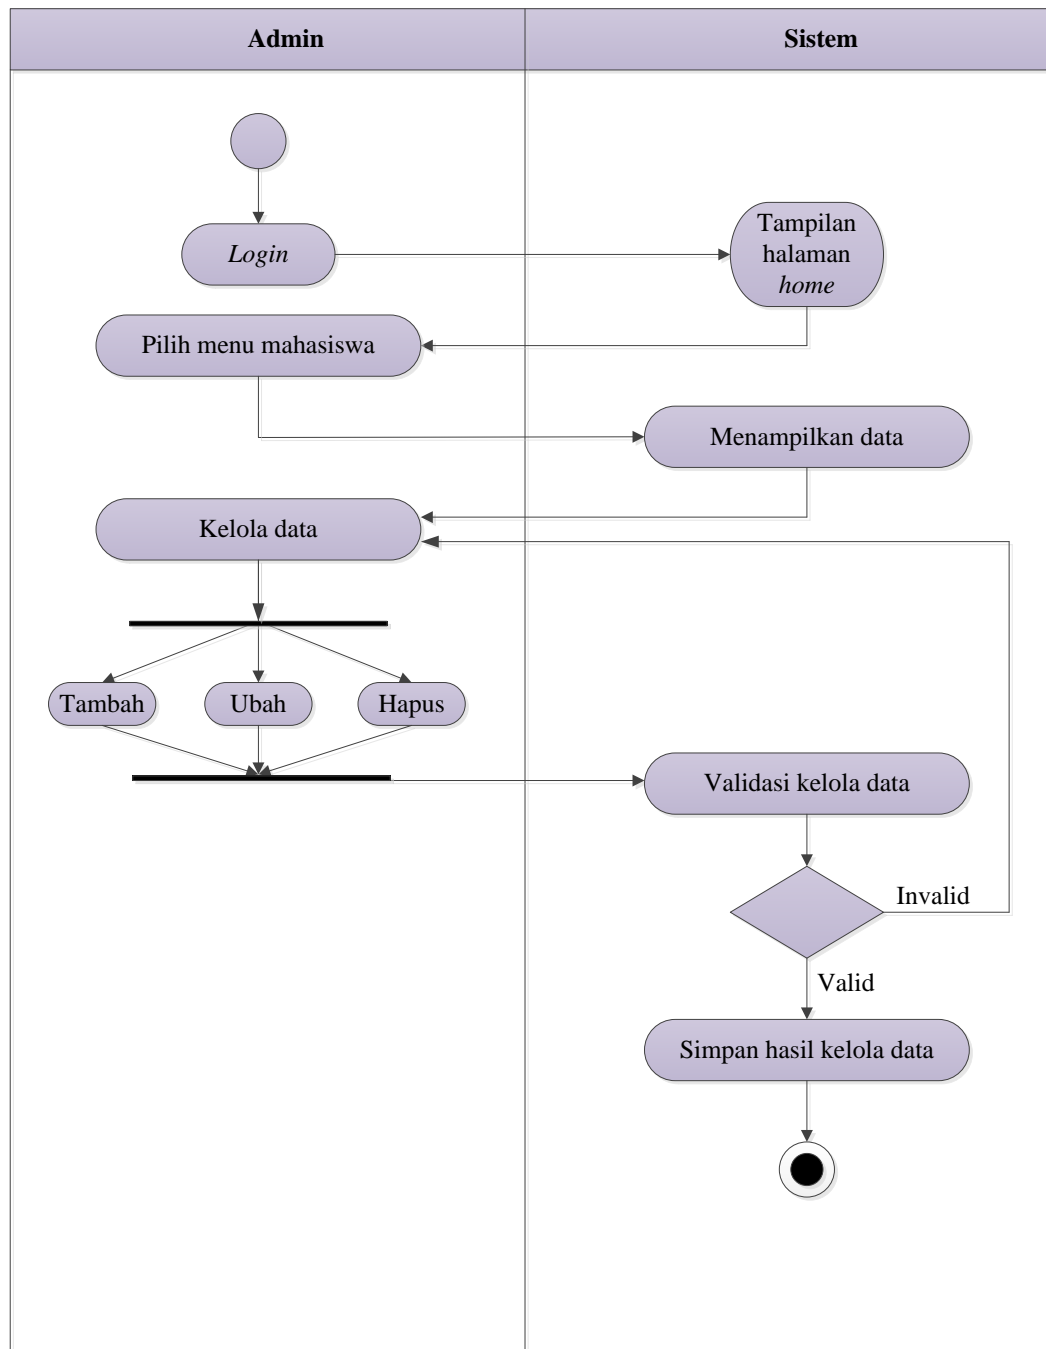 Admin
Sistem
Login
Tampilan
halaman
home
Pilih menu mahasiswa
Menampilkan data
Kelola data
Tambah
Ubah
Hapus
Validasi kelola data
Invalid
Valid
Simpan hasil kelola data